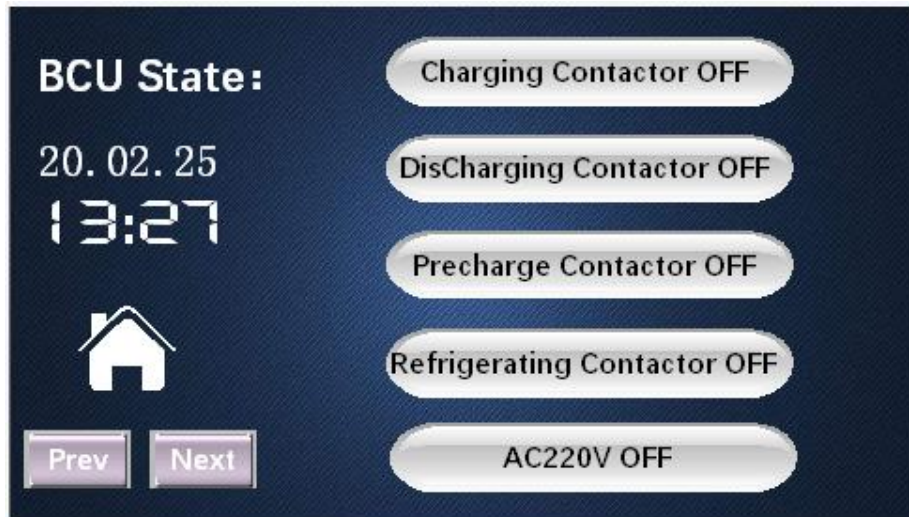 BCU State:
20.02.25
13:27
Prev
Next
Charging Contactor OFF
DisCharging Contactor OFF
Precharge Contactor OFF
Refrigerating Contactor OFF
AC220V OFF